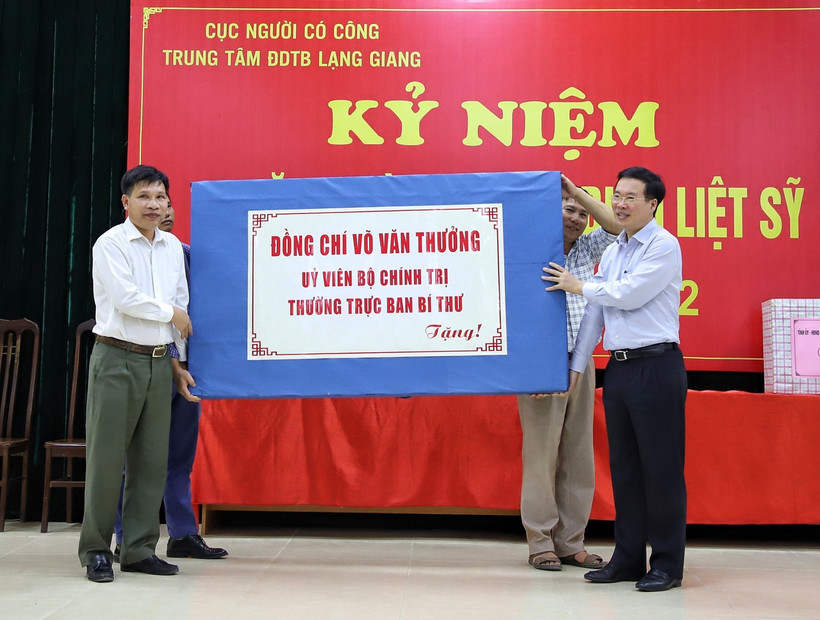 CỤC NGƯỜI CÓ CÔNG
TRUNG TÂM ĐDTB LẠNG GIANG
KỶ NIỆM
LIỆT SỸ
2
ĐỒNG CHÍ VÕ VĂN THƯỞNG
UỶ VIÊN BỘ CHÍNH TRỊ
THƯỜNG TRỰC BAN BÍ THƯ
Tặng!